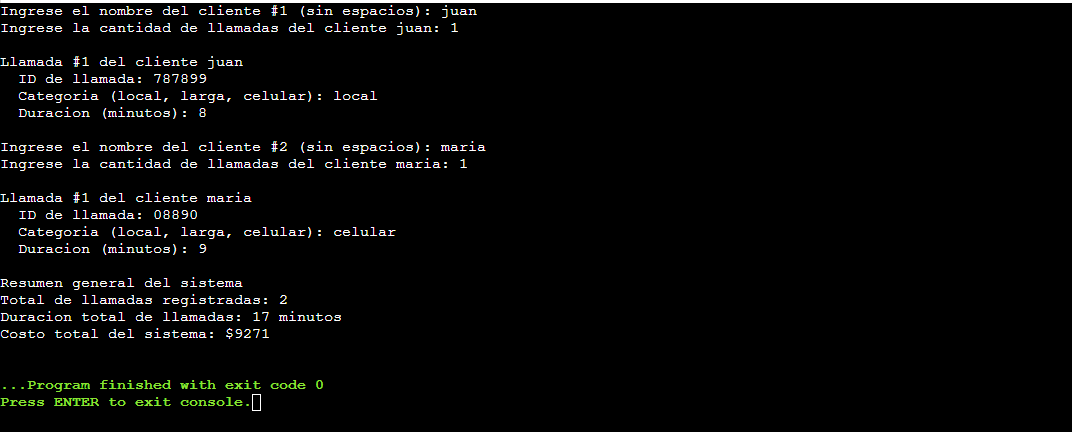 Ingrese el nombre del cliente #1 (sin espacios): juan
Ingrese la cantidad de llamadas del cliente juan: 1
Llamada #1 del cliente juan
ID de llamada: 787899
Categoria (local, larga, celular): local
Duracion (minutos): 8
Ingrese el nombre del cliente #2 (sin espacios): maria
Ingrese la cantidad de llamadas del cliente maria: 1
Llamada #1 del cliente maria
ID de llamada: 08890
Categoria (local, larga, celular): celular
Duracion (minutos): 9
Resumen general del sistema
Total de llamadas registradas: 2
Duracion total de llamadas: 17 minutos
Costo total del sistema: $9271
...Program finished with exit code 0
Press ENTER to exit console.